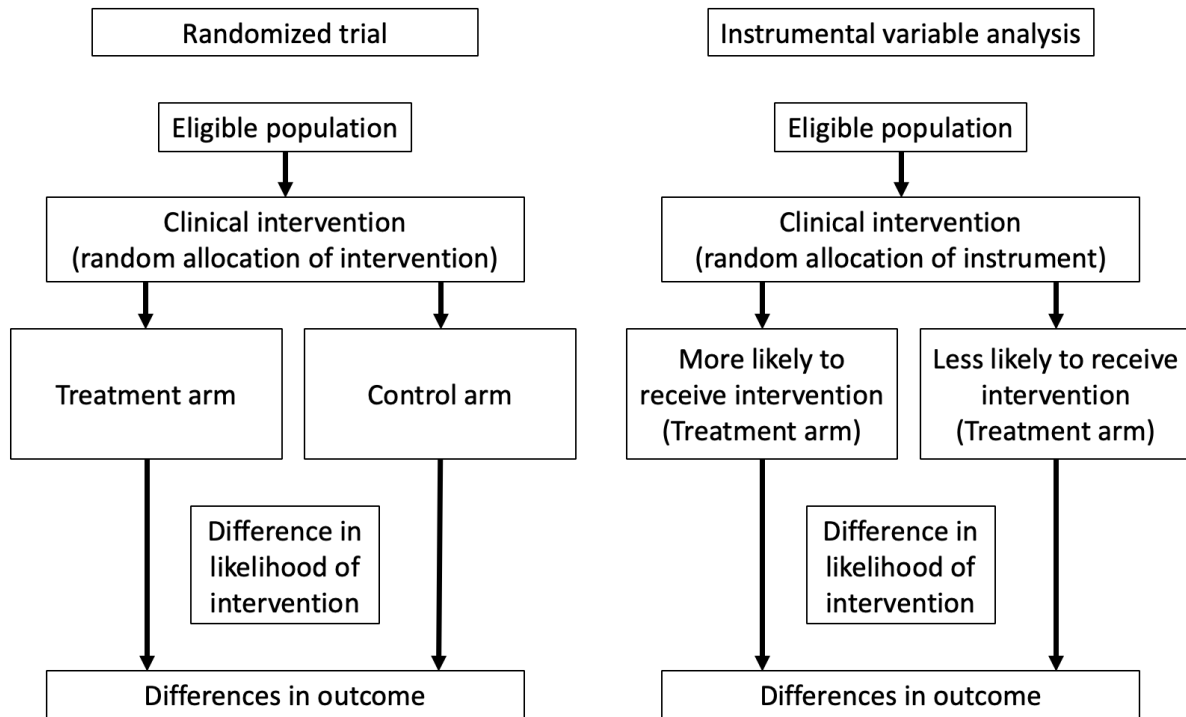 Randomized trial
Eligible population
Clinical intervention
(random allocation of intervention)
Treatment arm
Control arm
Difference in
likelihood of
intervention
Differences in outcome
Instrumental variable analysis
Eligible population
Clinical intervention
(random allocation of instrument)
More likely to
receive intervention
(Treatment arm)
Less likely to receive
intervention
(Treatment arm)
Difference in
likelihood of
intervention
Differences in outcome